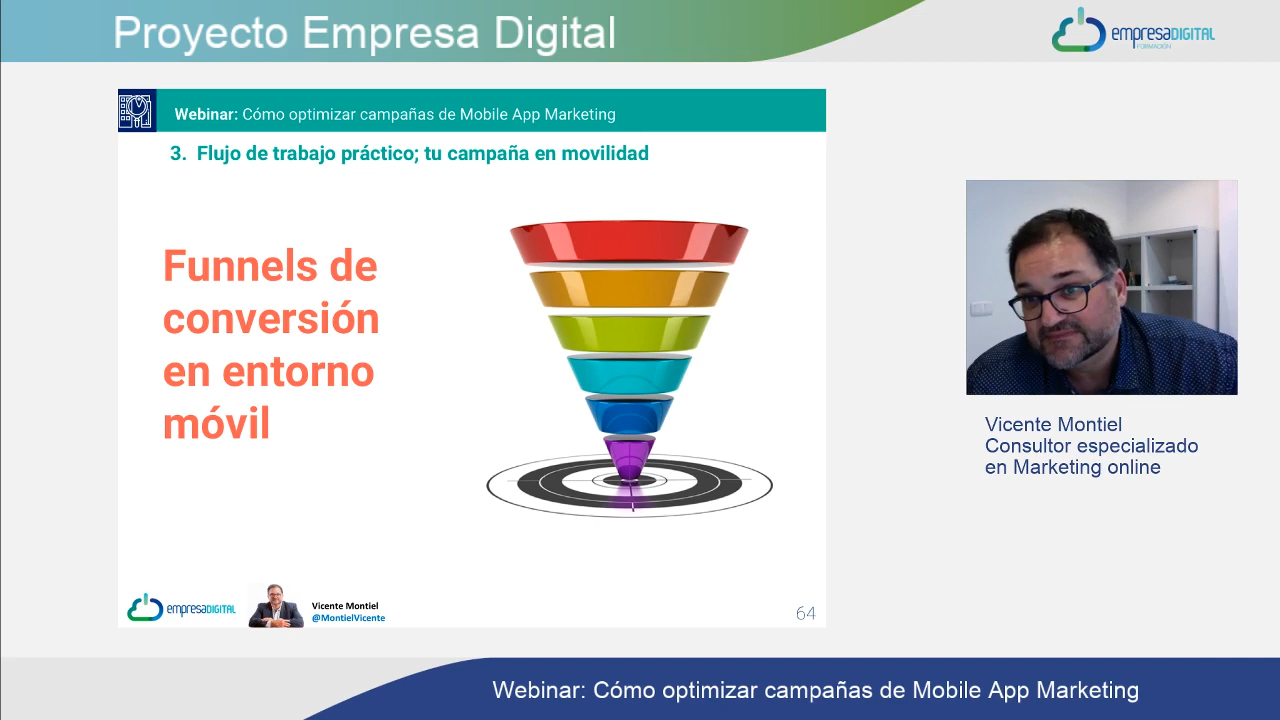 Proyecto Empresa Digital
empresaDIGITAL
FORMACIÓN
Webinar: Cómo optimizar campañas de Mobile App Marketing
3. Flujo de trabajo práctico; tu campaña en movilidad
Funnels de
conversión
en entorno
móvil
Vicente Montiel
Consultor especializado
en Marketing online
empresaDIGITAL
Vicente Montiel
@MontielVicente
64
Webinar: Cómo optimizar campañas de Mobile App Marketing